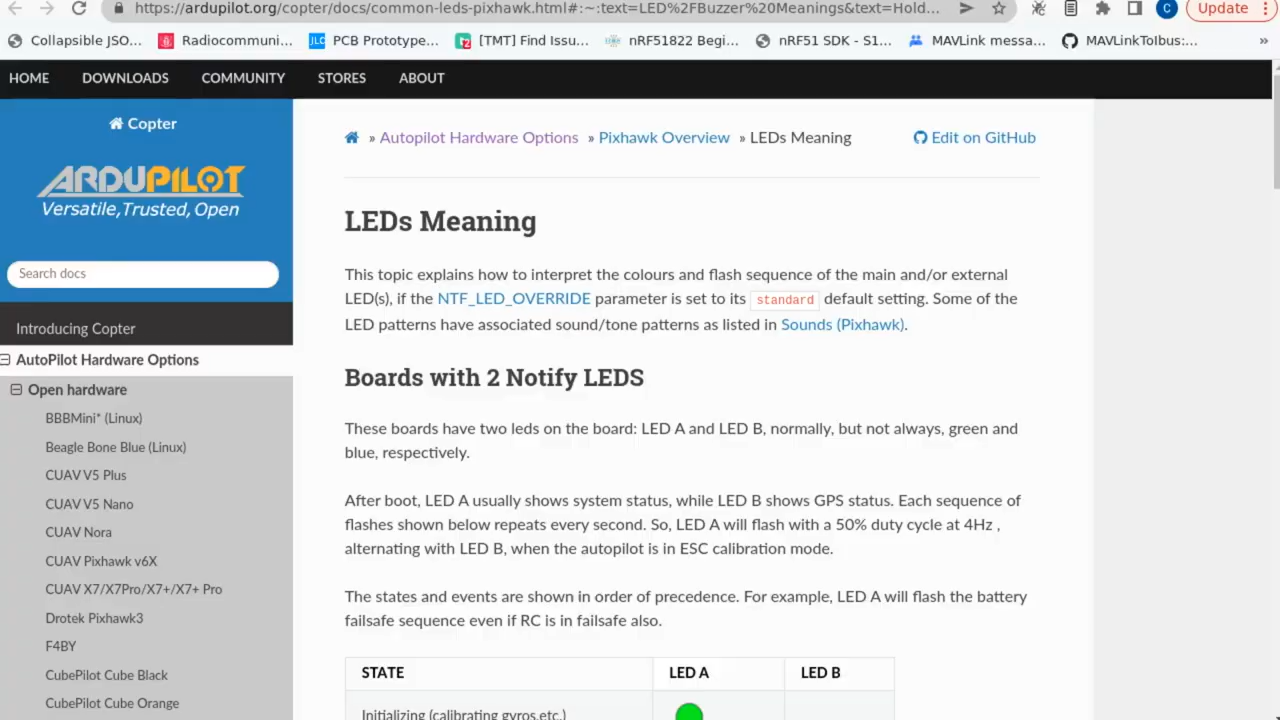 https://ardupilot.org/copter/docs/common-leds-pixhawk.html#:~:text=LED%2FBuzzer%20Meanings&text=Hold...
C
Update
Collapsible JSO...
Radiocommuni...
JLC PCB Prototype...
[TMT] Find Issu...
nRF51822 Begi...
nRF51 SDK - S1...
MAVLink messa...
MAVLinkToIbus:...
»
HOME
DOWNLOADS
COMMUNITY
STORES
ABOUT
Copter
ARDUPILOT
Versatile,Trusted,Open
Search docs
Introducing Copter
AutoPilot Hardware Options
Open hardware
BBBMini* (Linux)
Beagle Bone Blue (Linux)
CUAV V5 Plus
CUAV V5 Nano
CUAV Nora
CUAV Pixhawk v6X
CUAV X7/X7Pro/X7+/X7+ Pro
Drotek Pixhawk3
F4BY
CubePilot Cube Black
CubePilot Cube Orange
» Autopilot Hardware Options » Pixhawk Overview » LEDs Meaning
Edit on GitHub
LEDs Meaning
This topic explains how to interpret the colours and flash sequence of the main and/or external
LED(s), if the NTF_LED_OVERRIDE parameter is set to its standard default setting. Some of the
LED patterns have associated sound/tone patterns as listed in Sounds (Pixhawk).
Boards with 2 Notify LEDS
These boards have two leds on the board: LED A and LED B, normally, but not always, green and
blue, respectively.
After boot, LED A usually shows system status, while LED B shows GPS status. Each sequence of
flashes shown below repeats every second. So, LED A will flash with a 50% duty cycle at 4Hz ,
alternating with LED B, when the autopilot is in ESC calibration mode.
The states and events are shown in order of precedence. For example, LED A will flash the battery
failsafe sequence even if RC is in failsafe also.
STATE LED A LED B
Initializing (calibrating gyros,etc.)